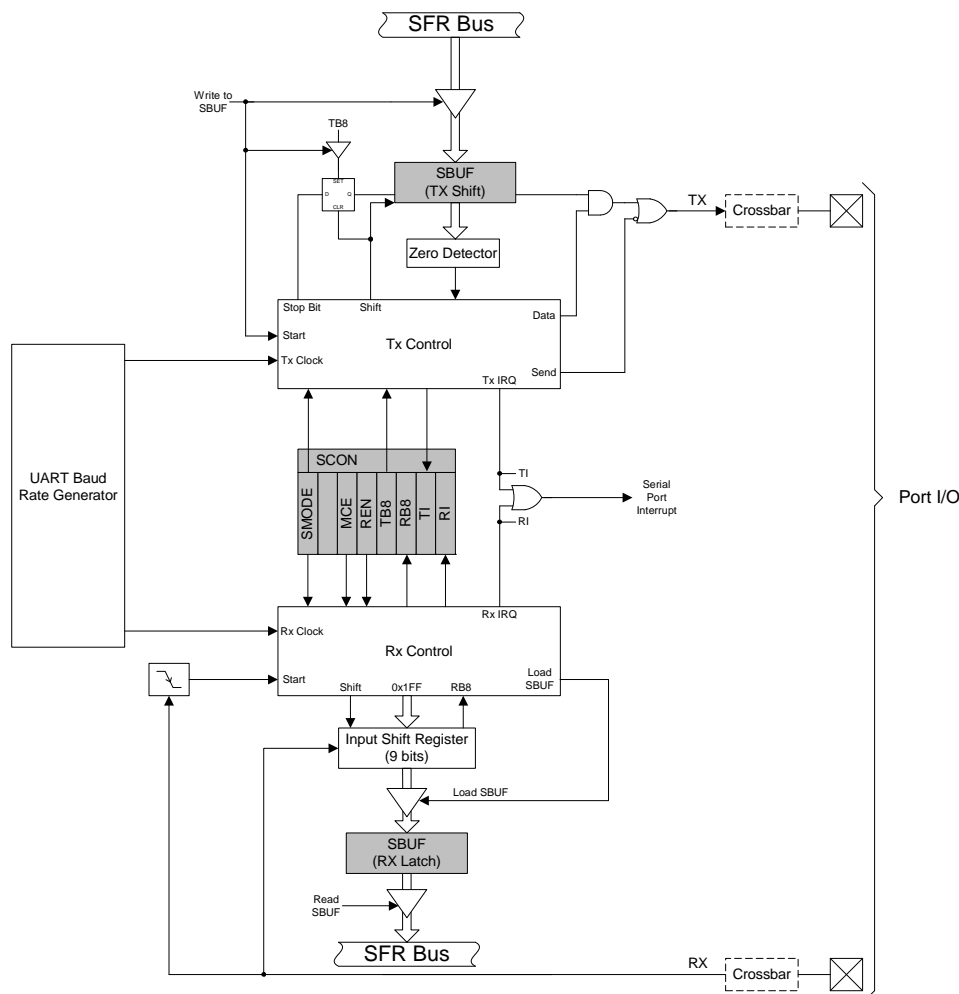 SFR Bus
Write to
SBUF
TB8
SET
D
Q
CLR
SBUF
(TX Shift)
TX
Crossbar
Zero Detector
Stop Bit
Shift
Data
Start
Tx Control
Tx Clock
Send
Tx IRQ
UART Baud
Rate Generator
SCON
SMODE
MCE
REN
TB8
RB8
TI
RI
TI
Serial
Port
Interrupt
RI
Port I/O
Rx IRQ
Rx Clock
Rx Control
Start
Load
SBUF
Shift
0x1FF
RB8
Input Shift Register
(9 bits)
Load SBUF
SBUF
(RX Latch)
Read
SBUF
SFR Bus
RX
Crossbar